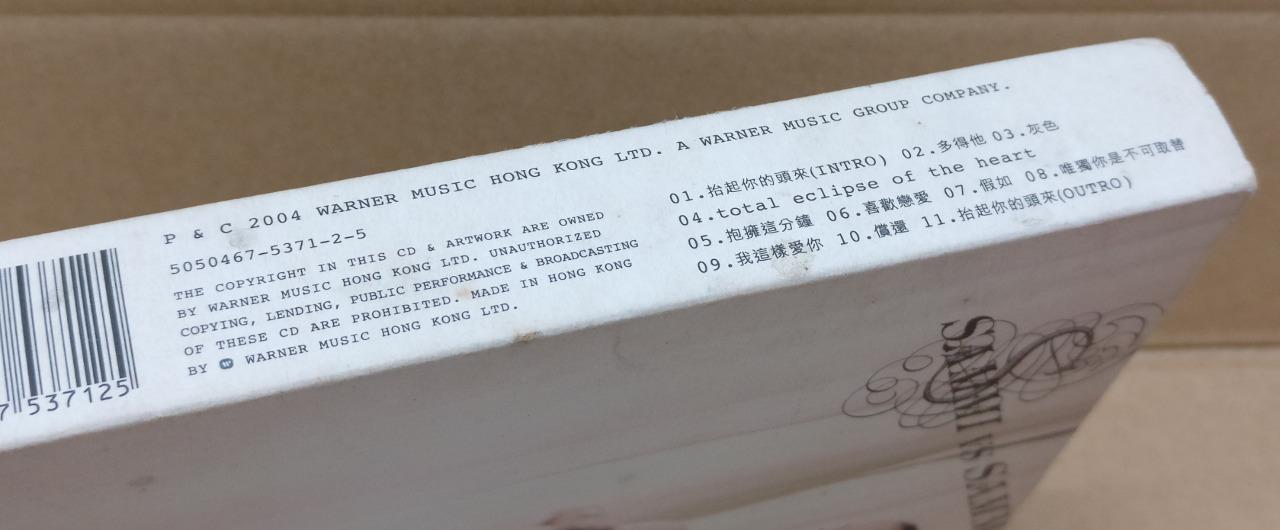 P & C 2004 WARNER MUSIC HONG KONG LTD. A WARNER MUSIC GROUP COMPANY.
5050467-5371-2-5
THE COPYRIGHT IN THIS CD & ARTWORK ARE OWNED
BY WARNER MUSIC HONG KONG LTD. UNAUTHORIZED
COPYING, LENDING, PUBLIC PERFORMANCE & BROADCASTING
OF THESE CD ARE PROHIBITED. MADE IN HONG KONG
BY WARNER MUSIC HONG KONG LTD.
01.抬起你的頭來(INTRO) 02.多得他 03.灰色
04.total eclipse of the heart
05.抱擁這分鐘 06.喜歡戀愛 07.假如 08.唯獨你是不可取替
09.我這樣愛你 10.償還 11.抬起你的頭來(OUTRO)
7 537125
SAMMI VS